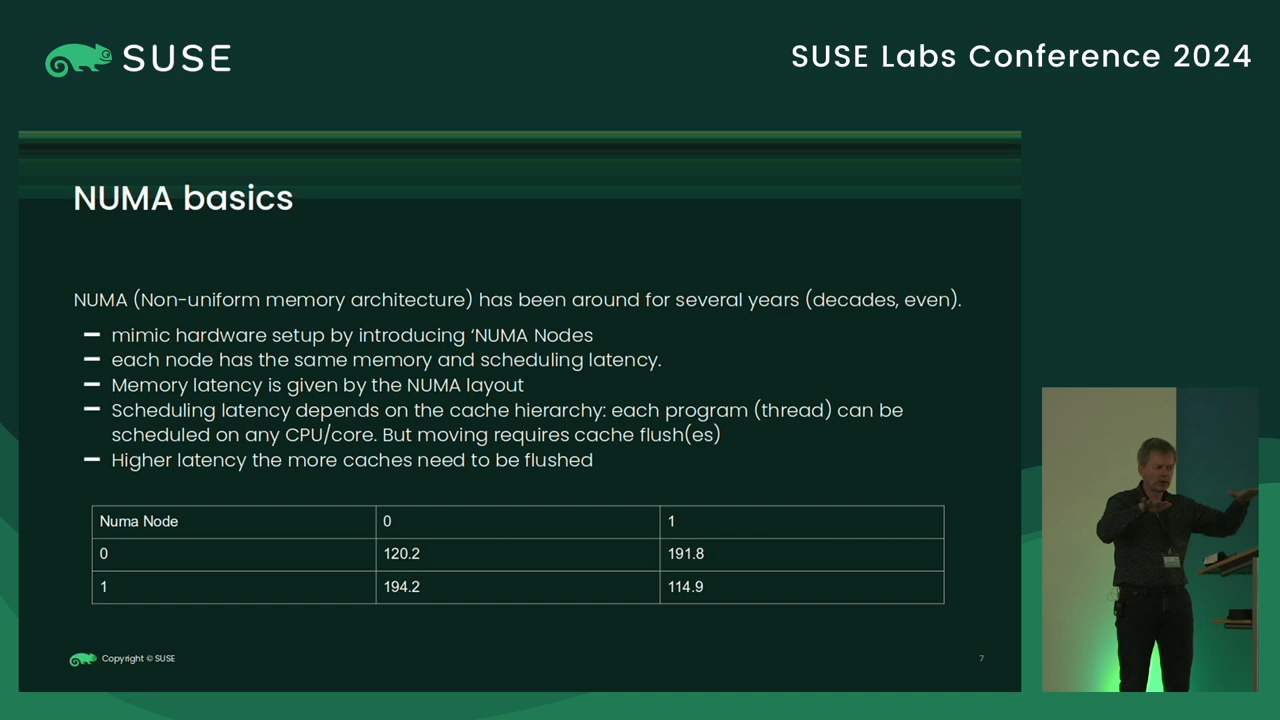 SUSE
SUSE Labs Conference 2024
NUMA basics
NUMA (Non-uniform memory architecture) has been around for several years (decades, even).
mimic hardware setup by introducing ‘NUMA Nodes
each node has the same memory and scheduling latency.
Memory latency is given by the NUMA layout
Scheduling latency depends on the cache hierarchy: each program (thread) can be
scheduled on any CPU/core. But moving requires cache flush(es)
Higher latency the more caches need to be flushed
Numa Node 0 1
0 120.2 191.8
1 194.2 114.9
Copyright © SUSE
7